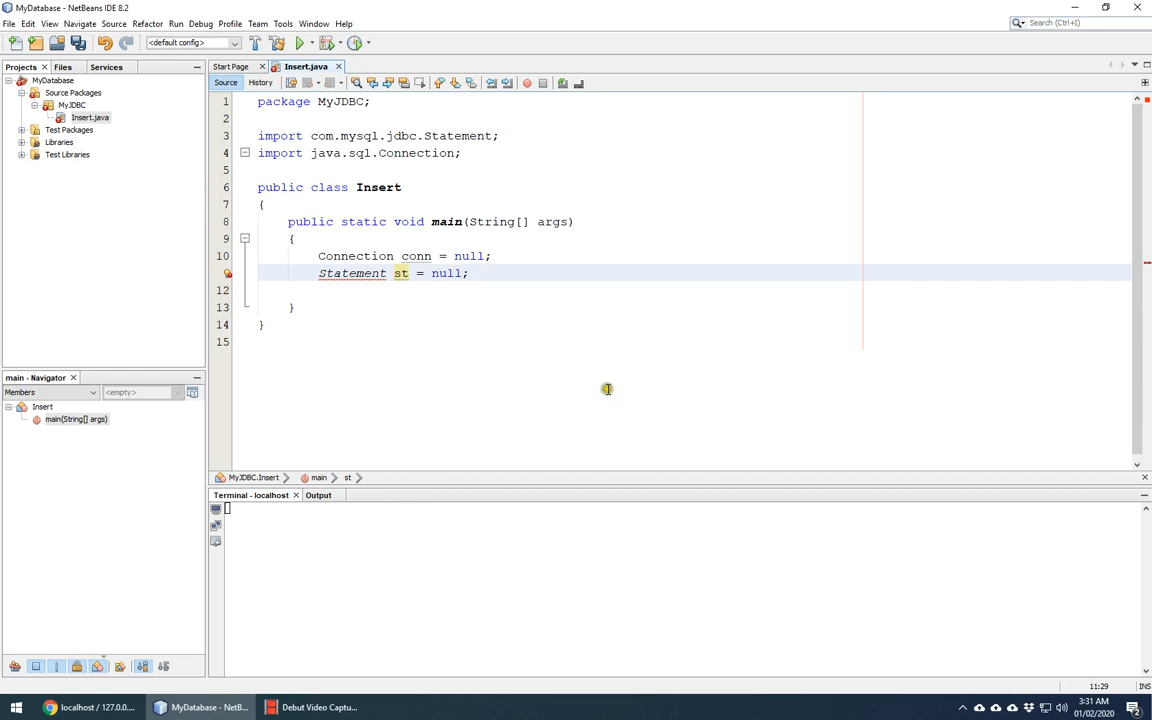 MyDatabase - NetBeans IDE 8.2
File Edit View Navigate Source Refactor Run Debug Profile Team Tools Window Help
<default config>
Search (Ctrl+I)
Projects Files Services
Start Page Insert.java
Source History
MyDatabase
Source Packages
MyJDBC
Insert.java
Test Packages
Libraries
Test Libraries
1 package MyJDBC;
2
3 import com.mysql.jdbc.Statement;
4 import java.sql.Connection;
5
6 public class Insert
7 {
8 public static void main(String[] args)
9 {
10 Connection conn = null;
Statement st = null;
12
13 }
14 }
15
main - Navigator
Members <empty>
Insert
main(String[] args)
MyJDBC.Insert main st
Terminal - localhost Output
11:29 INS
localhost / 127.0.0... MyDatabase - NetB... Debut Video Captu...
3:31 AM
01/02/2020
2